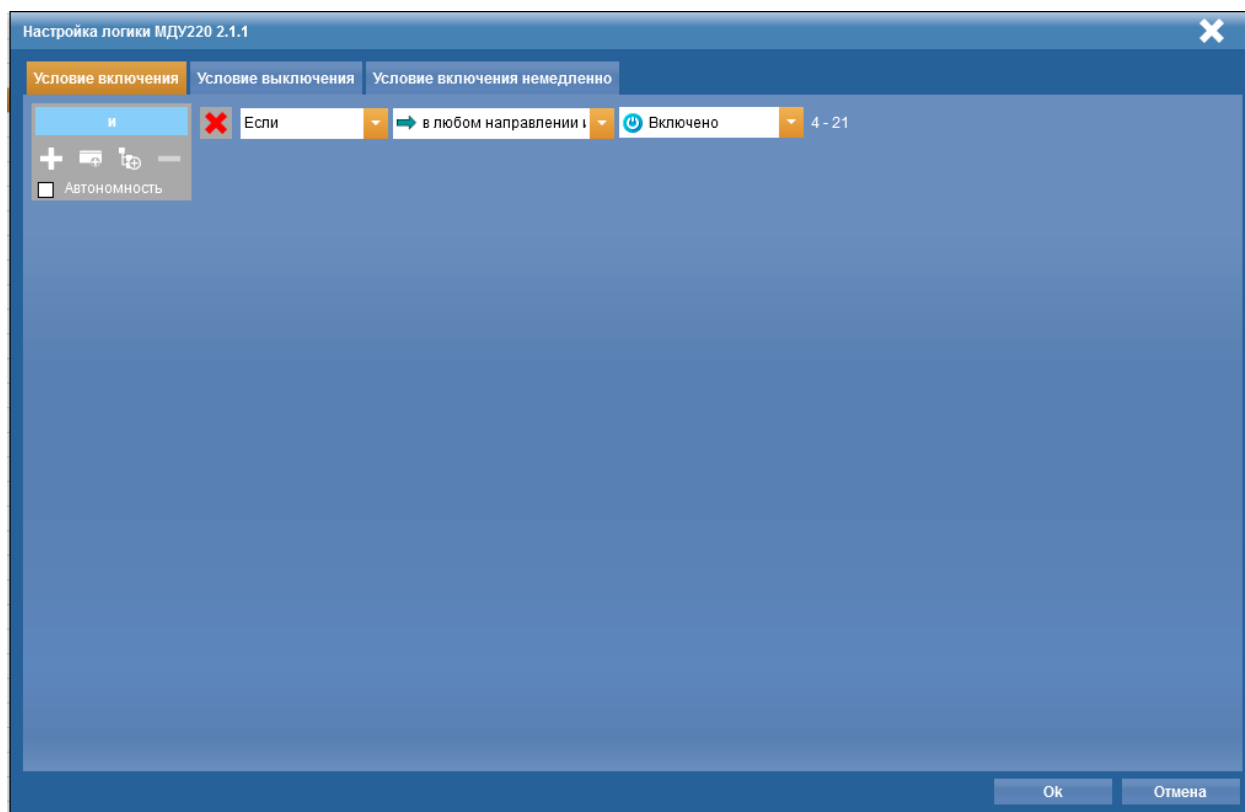 Настройка логики МДУ220 2.1.1
Условие включения Условие выключения Условие включения немедленно
и Если в любом направлении Включено 4 - 21
Автономность
Ok Отмена